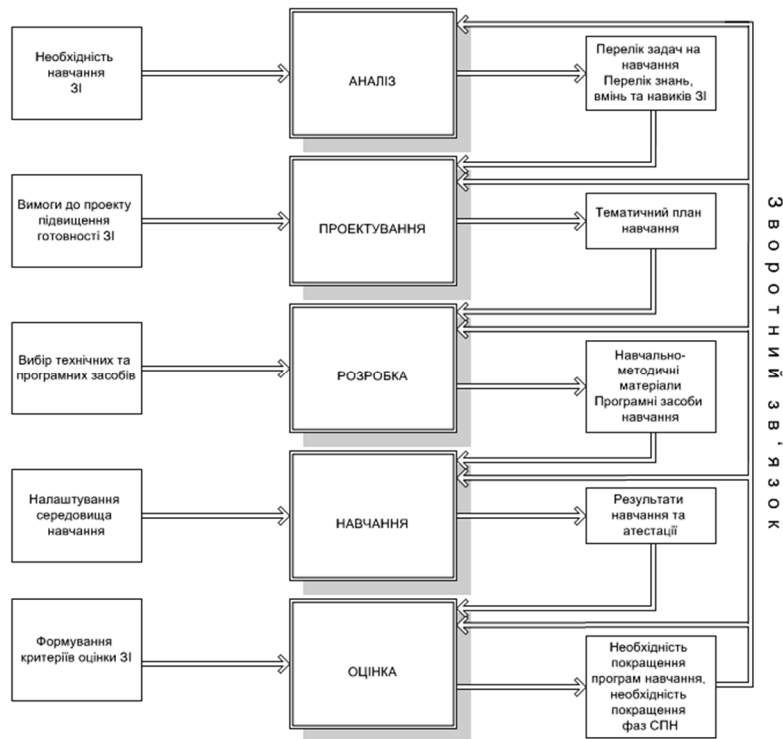 Необхідність
навчання
ЗІ
АНАЛІЗ
Перелік задач на
навчання
Перелік знань,
вмінь та навиків ЗІ
Вимоги до проекту
підвищення
готовності ЗІ
ПРОЕКТУВАННЯ
Тематичний план
навчання
Вибір технічних та
програмних засобів
РОЗРОБКА
Навчально-
методичні
матеріали
Програмні засоби
навчання
Налаштування
середовища
навчання
НАВЧАННЯ
Результати
навчання та
атестації
Формування
критеріїв оцінки ЗІ
ОЦІНКА
Необхідність
покращення
програм навчання,
необхідність
покращення
фаз СПН
Зворотний зв'язок